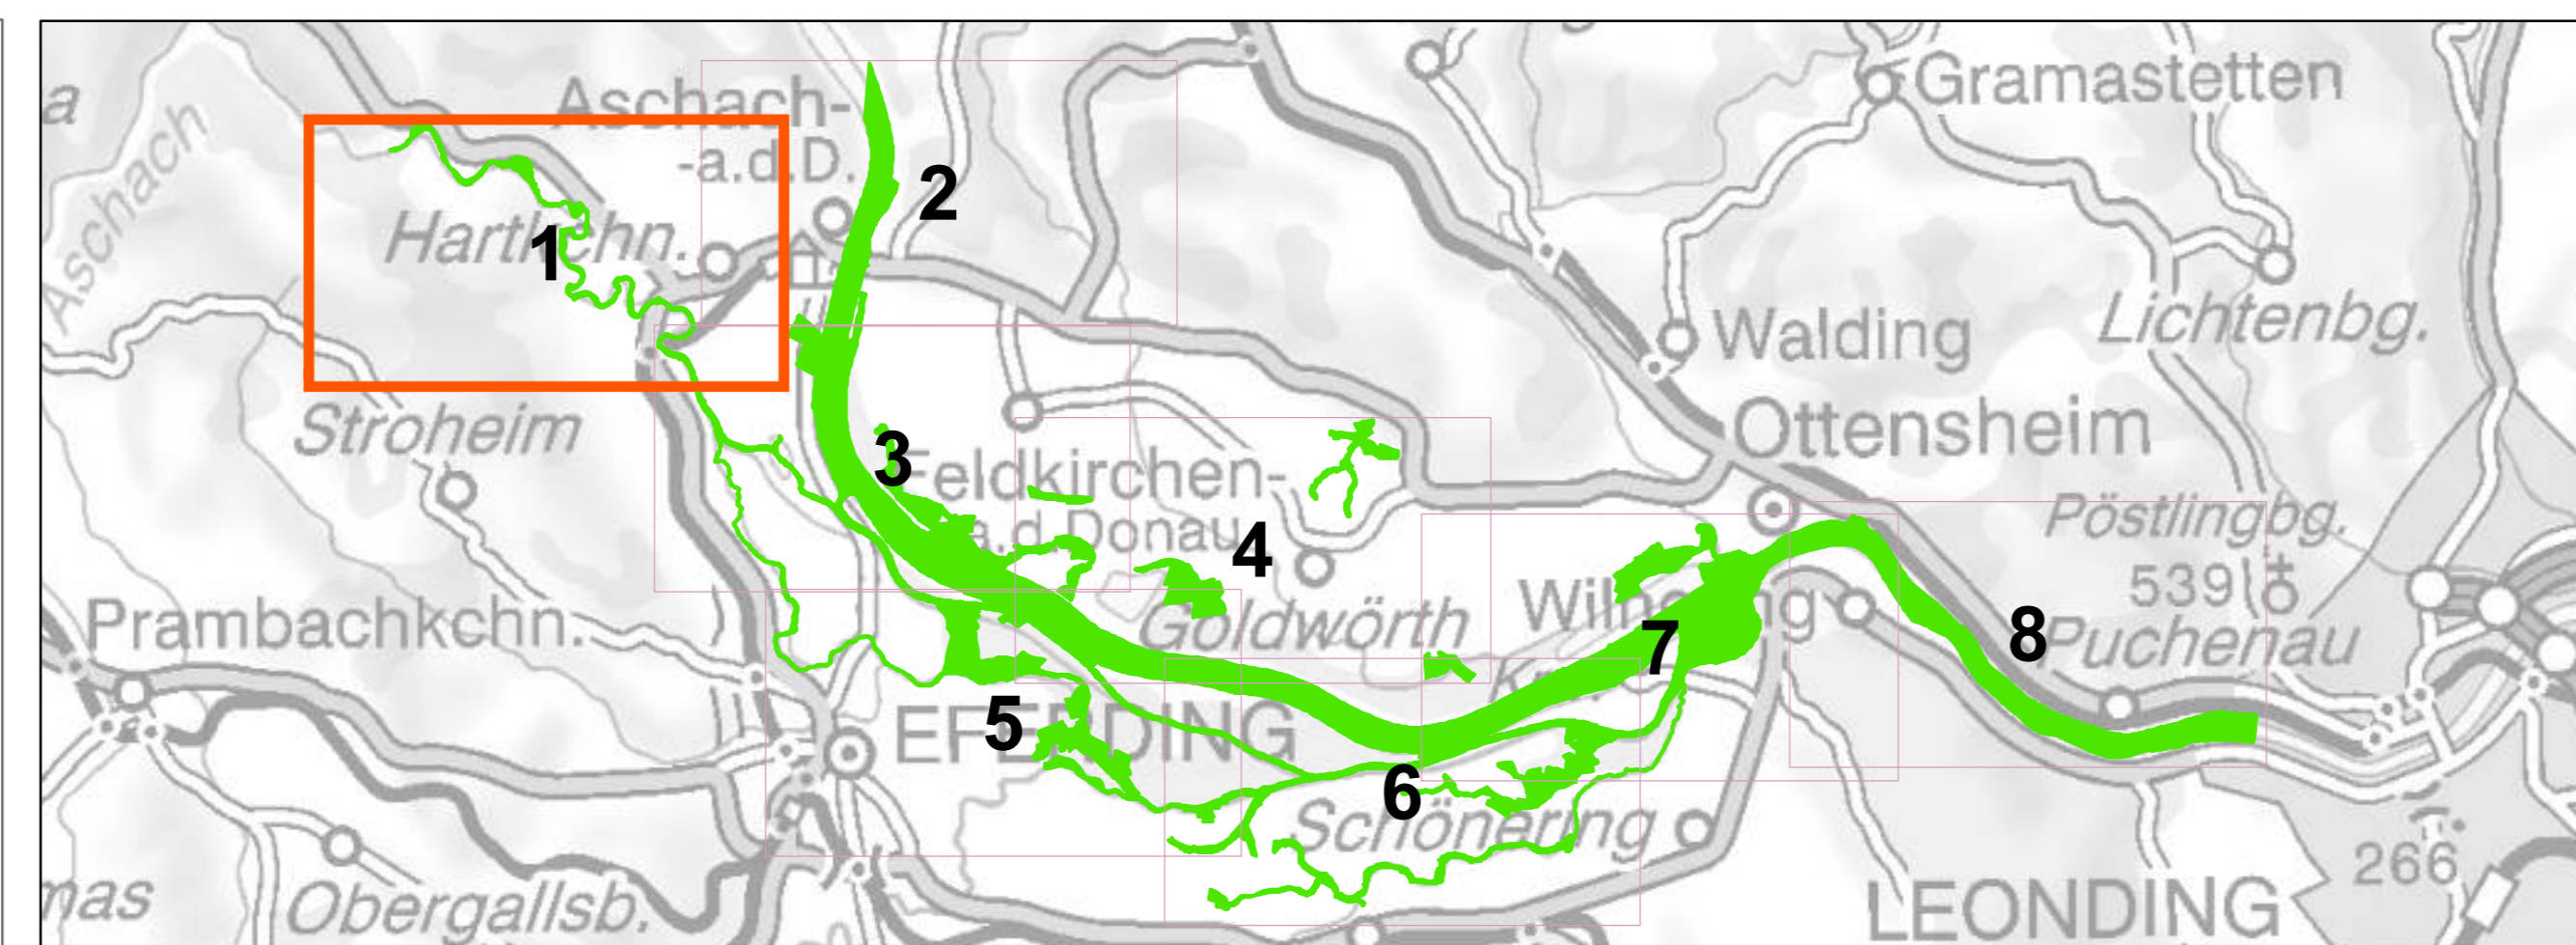 a
Aschach-
-a.d.D.
Gramastetten
Aschach
2
Hartkchn.
1
Lichtenbg.
Walding
Stroheim
Ottensheim
3
Feldkirchen-
a.d.Donau
4
Pöstlingbg.
539
Prambachkchn.
Goldwörth
7
8
Puchenau
5
EFERDING
6
Schönering
266
mas
Obergallsb.
LEONDING